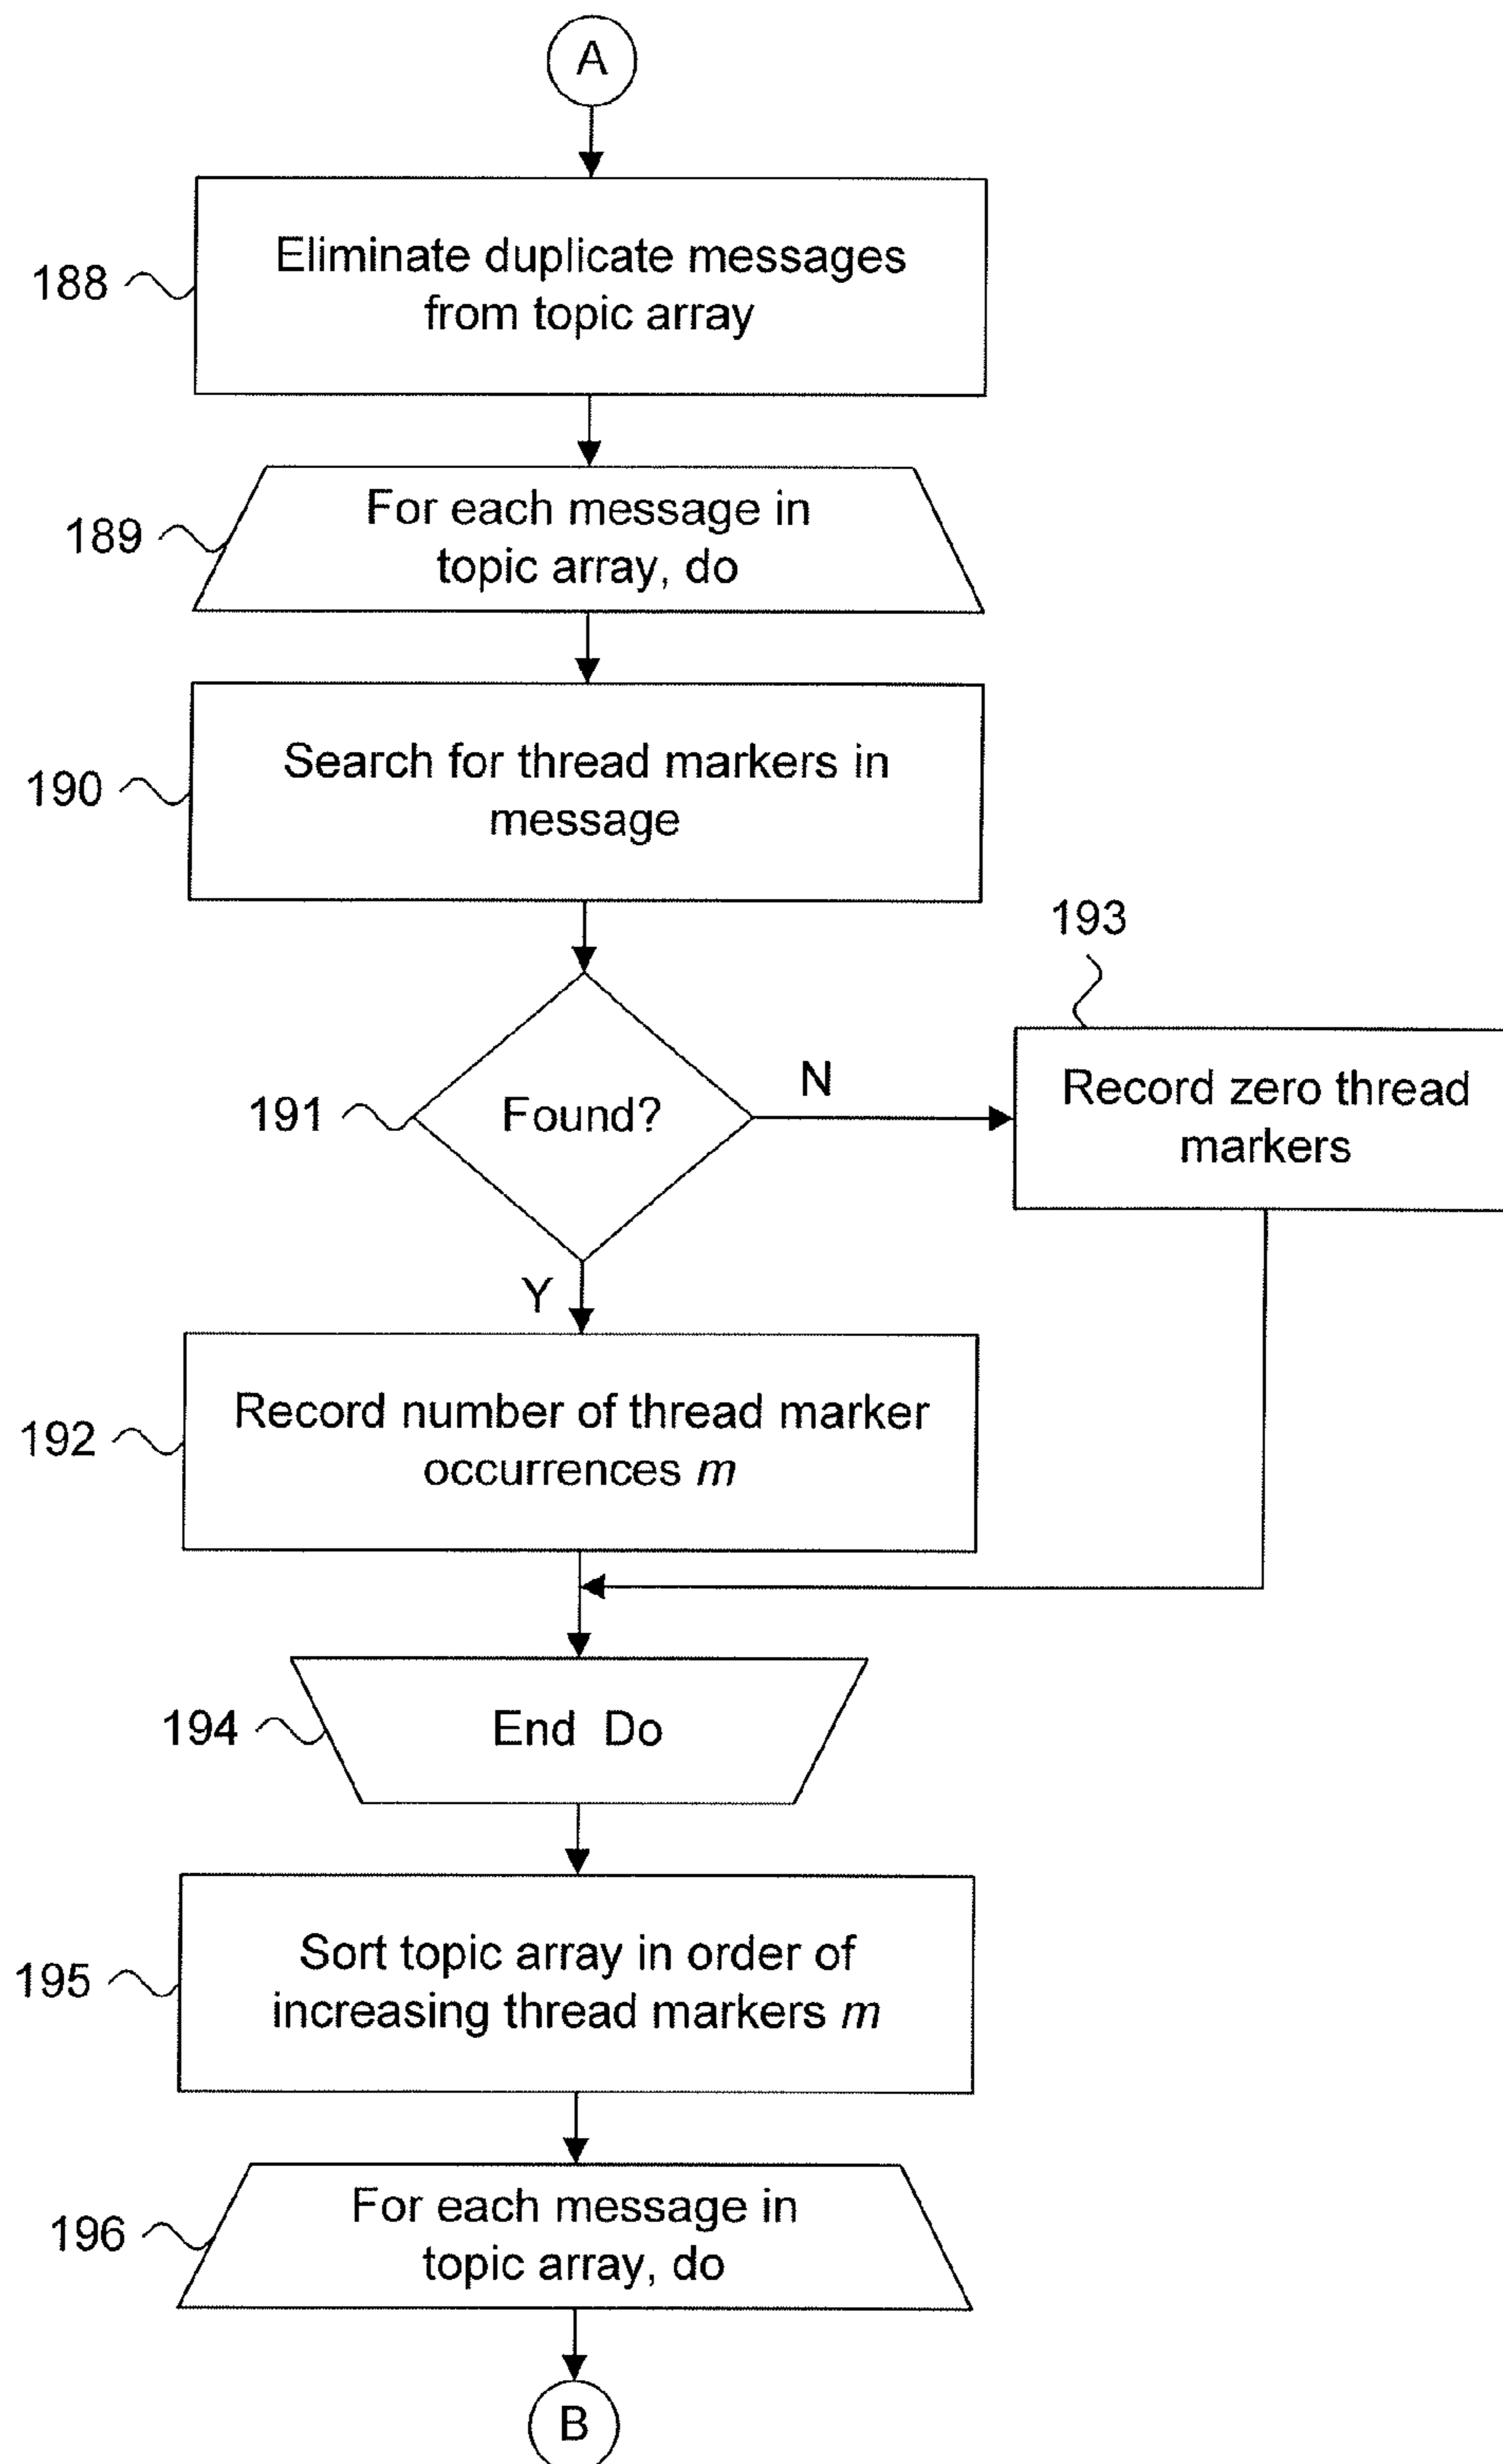 A
188
Eliminate duplicate messages
from topic array
189
For each message in
topic array, do
190
Search for thread markers in
message
193
191
Found?
N
Record zero thread
markers
Y
192
Record number of thread marker
occurrences m
194
End Do
195
Sort topic array in order of
increasing thread markers m
196
For each message in
topic array, do
B